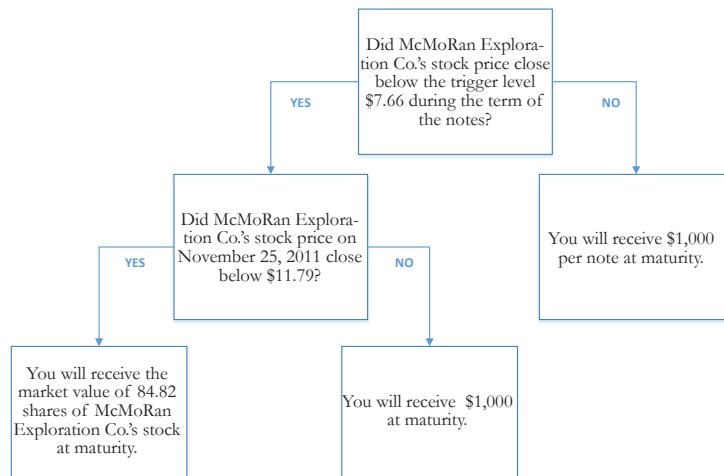 Did McMoRan Explora-
tion Co.'s stock price close
below the trigger level
$7.66 during the term of
the notes?
YES
NO
Did McMoRan Explora-
tion Co.'s stock price on
November 25, 2011 close
below $11.79?
You will receive $1,000
per note at maturity.
YES
NO
You will receive the
market value of 84.82
shares of McMoRan
Exploration Co.'s stock
at maturity.
You will receive $1,000
at maturity.